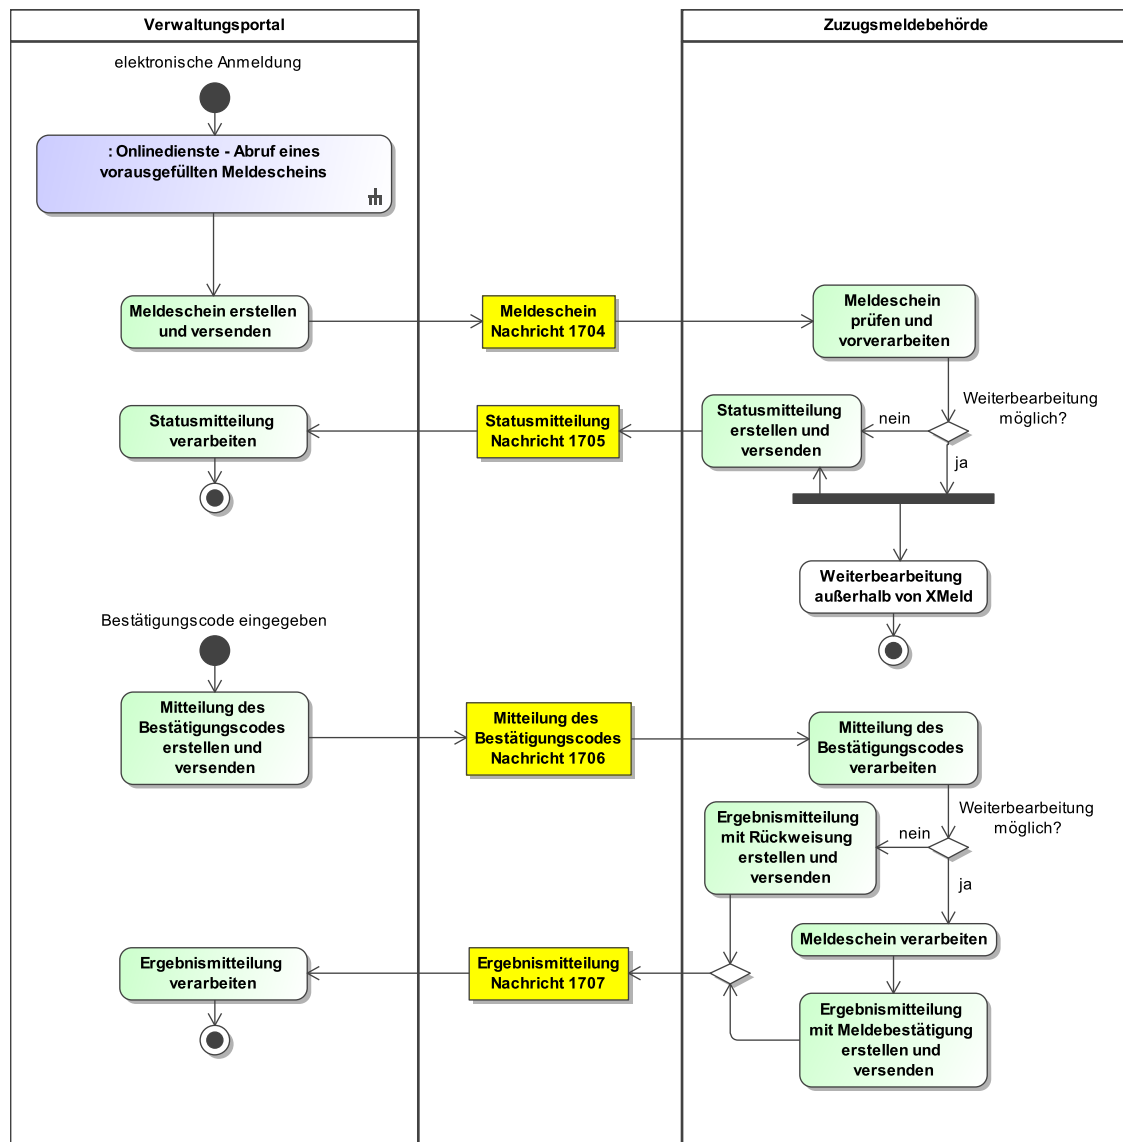 Verwaltungsportal
Zuzugsmeldebehörde
elektronische Anmeldung
: Onlinedienste - Abruf eines
vorausgefüllten Meldescheins
Meldeschein erstellen
und versenden
Meldeschein
Nachricht 1704
Meldeschein
prüfen und
vorverarbeiten
Weiterbearbeitung
möglich?
nein
ja
Statusmitteilung
erstellen und
versenden
Statusmitteilung
Nachricht 1705
Statusmitteilung
verarbeiten
Weiterbearbeitung
außerhalb von XMeld
Bestätigungscode eingegeben
Mitteilung des
Bestätigungscodes
erstellen und
versenden
Mitteilung des
Bestätigungscodes
Nachricht 1706
Mitteilung des
Bestätigungscodes
verarbeiten
Weiterbearbeitung
möglich?
nein
ja
Ergebnismitteilung
mit Rückweisung
erstellen und
versenden
Meldeschein verarbeiten
Ergebnismitteilung
mit Meldebestätigung
erstellen und
versenden
Ergebnismitteilung
Nachricht 1707
Ergebnismitteilung
verarbeiten